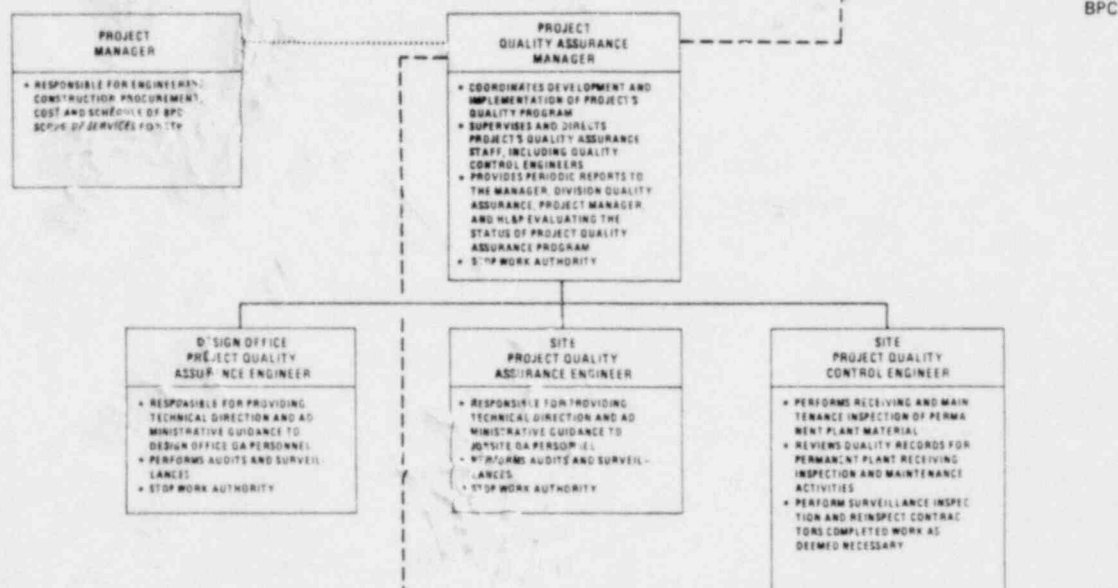 BPC
PROJECT
MANAGER
• RESPONSIBLE FOR ENGINEERING
CONSTRUCTION PROCUREMENT,
COST AND SCHEDULE OF BPC
SCOPE OF SERVICES FOR STP
PROJECT
QUALITY ASSURANCE
MANAGER
• COORDINATES DEVELOPMENT AND
IMPLEMENTATION OF PROJECT'S
QUALITY PROGRAM
• SUPERVISES AND DIRECTS
PROJECT'S QUALITY ASSURANCE
STAFF, INCLUDING QUALITY
CONTROL ENGINEERS
• PROVIDES PERIODIC REPORTS TO
THE MANAGER, DIVISION QUALITY
ASSURANCE, PROJECT MANAGER,
AND HL&P EVALUATING THE
STATUS OF PROJECT QUALITY
ASSURANCE PROGRAM
• STOP WORK AUTHORITY
DESIGN OFFICE
PROJECT QUALITY
ASSURANCE ENGINEER
• RESPONSIBLE FOR PROVIDING
TECHNICAL DIRECTION AND AD
MINISTRATIVE GUIDANCE TO
DESIGN OFFICE QA PERSONNEL
• PERFORMS AUDITS AND SURVEIL-
LANCES
• STOP WORK AUTHORITY
SITE
PROJECT QUALITY
ASSURANCE ENGINEER
• RESPONSIBLE FOR PROVIDING
TECHNICAL DIRECTION AND AD
MINISTRATIVE GUIDANCE TO
JOBSITE QA PERSONNEL
• PERFORMS AUDITS AND SURVEIL-
LANCES
• STOP WORK AUTHORITY
SITE
PROJECT QUALITY
CONTROL ENGINEER
• PERFORMS RECEIVING AND MAIN
TENANCE INSPECTION OF PERMA
NENT PLANT MATERIAL
• REVIEWS QUALITY RECORDS FOR
PERMANENT PLANT RECEIVING
INSPECTION AND MAINTENANCE
ACTIVITIES
• PERFORM SURVEILLANCE INSPEC
TION AND REINSPECT CONTRAC
TORS COMPLETED WORK AS
DEEMED NECESSARY